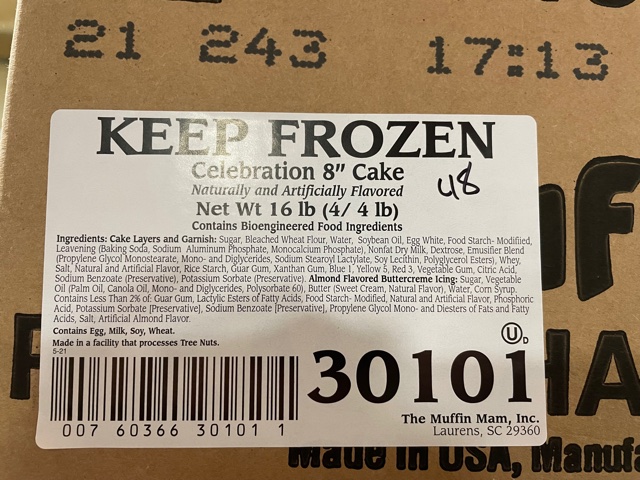 21 243 17:13
KEEP FROZEN
Celebration 8" Cake
48
Naturally and Artificially Flavored
Net Wt 16 lb (4/ 4 lb)
Contains Bioengineered Food Ingredients
Ingredients: Cake Layers and Garnish: Sugar, Bleached Wheat Flour, Water, Soybean Oil, Egg White, Food Starch- Modifiied,
Leavening (Baking Soda, Sodium Aluminum Phosphate, Monocalcium Phosphate), Nonfat Dry Milk, Dextrose, Emusifier Blend
(Propylene Glycol Monostearate, Mono- and Diglycerides, Sodium Stearoyl Lactylate, Soy Lecithin, Polyglycerol Esters), Whey,
Salt, Natural and Artificial Flavor, Rice Starch, Guar Gum, Xanthan Gum, Blue 1, Yellow 5, Red 3, Vegetable Gum, Citric Acid,
Sodium Benzoate (Preservative), Potassium Sorbate (Preservative). Almond Flavored Buttercreme Icing: Sugar, Vegetable
Oil (Palm Oil, Canola Oil, Mono- and Diglycerides, Polysorbate 60), Butter (Sweet Cream, Natural Flavor), Water, Corn Syrup.
Contains Less Than 2% of: Guar Gum, Lactylic Esters of Fatty Acids, Food Starch- Modified, Natural and Artificial Flavor, Phosphoric
Acid, Potassium Sorbate [Preservative], Sodium Benzoate [Preservative], Propylene Glycol Mono- and Diesters of Fats and Fatty
Acids, Salt, Artificial Almond Flavor.
Contains Egg, Milk, Soy, Wheat.
Made in a facility that processes Tree Nuts.
5-21
U D
30101
007 60366 30101 1
The Muffin Mam, Inc.
Laurens, SC 29360
HA
Made in USA, Manufa